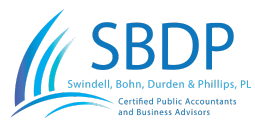 SBDP
Swindell, Bohn, Durden & Phillips, PL
Certified Public Accountants
and Business Advisors